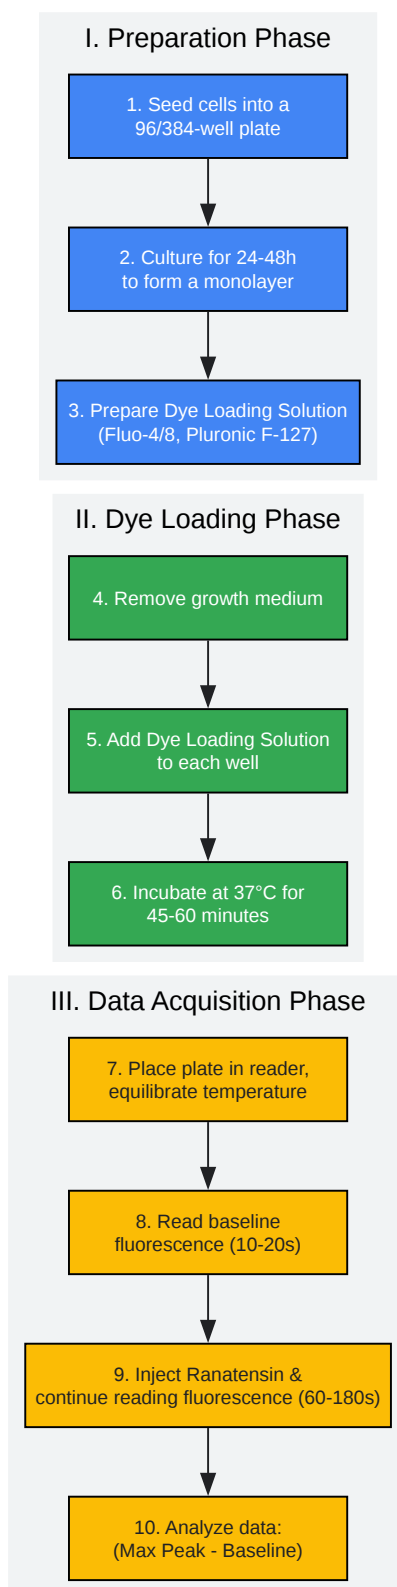 I. Preparation Phase
1. Seed cells into a
96/384-well plate
2. Culture for 24-48h
to form a monolayer
3. Prepare Dye Loading Solution
(Fluo-4/8, Pluronic F-127)
II. Dye Loading Phase
4. Remove growth medium
5. Add Dye Loading Solution
to each well
6. Incubate at 37°C for
45-60 minutes
III. Data Acquisition Phase
7. Place plate in reader,
equilibrate temperature
8. Read baseline
fluorescence (10-20s)
9. Inject Ranatensin &
continue reading fluorescence (60-180s)
10. Analyze data:
(Max Peak - Baseline)